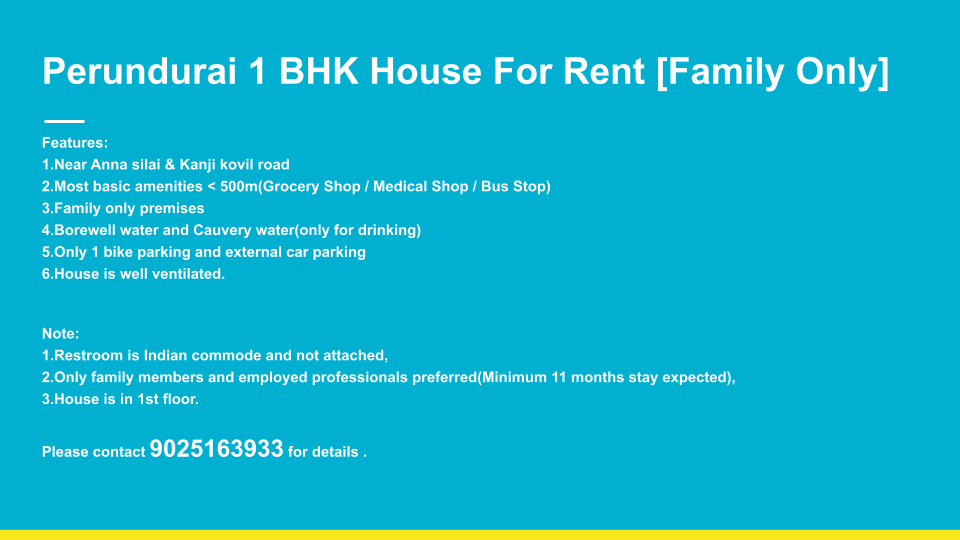 Perundurai 1 BHK House For Rent [Family Only]
Features:
1.Near Anna silai & Kanji kovil road
2.Most basic amenities < 500m(Grocery Shop / Medical Shop / Bus Stop)
3.Family only premises
4.Borewell water and Cauvery water(only for drinking)
5.Only 1 bike parking and external car parking
6.House is well ventilated.
Note:
1.Restroom is Indian commode and not attached,
2.Only family members and employed professionals preferred(Minimum 11 months stay expected),
3.House is in 1st floor.
Please contact 9025163933 for details .